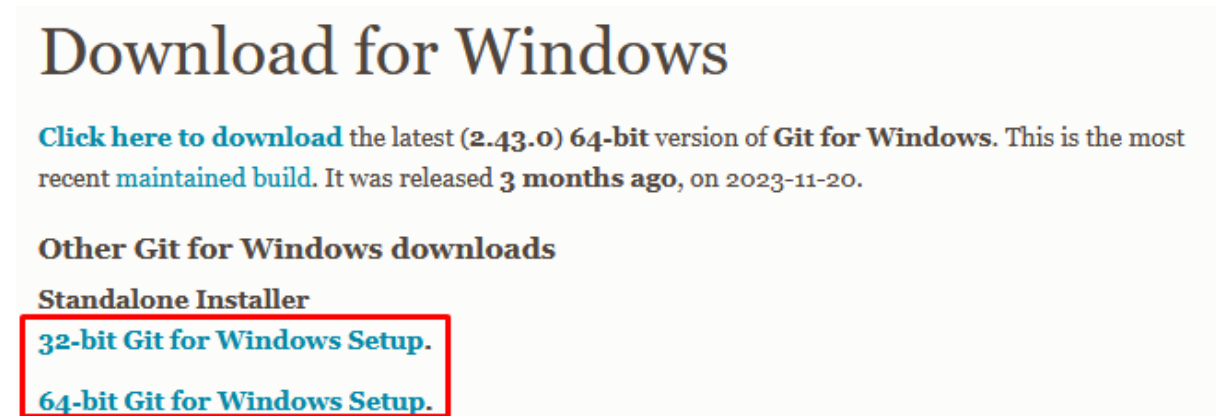 Download for Windows
Click here to download the latest (2.43.0) 64-bit version of Git for Windows. This is the most
recent maintained build. It was released 3 months ago, on 2023-11-20.
Other Git for Windows downloads
Standalone Installer
32-bit Git for Windows Setup.
64-bit Git for Windows Setup.